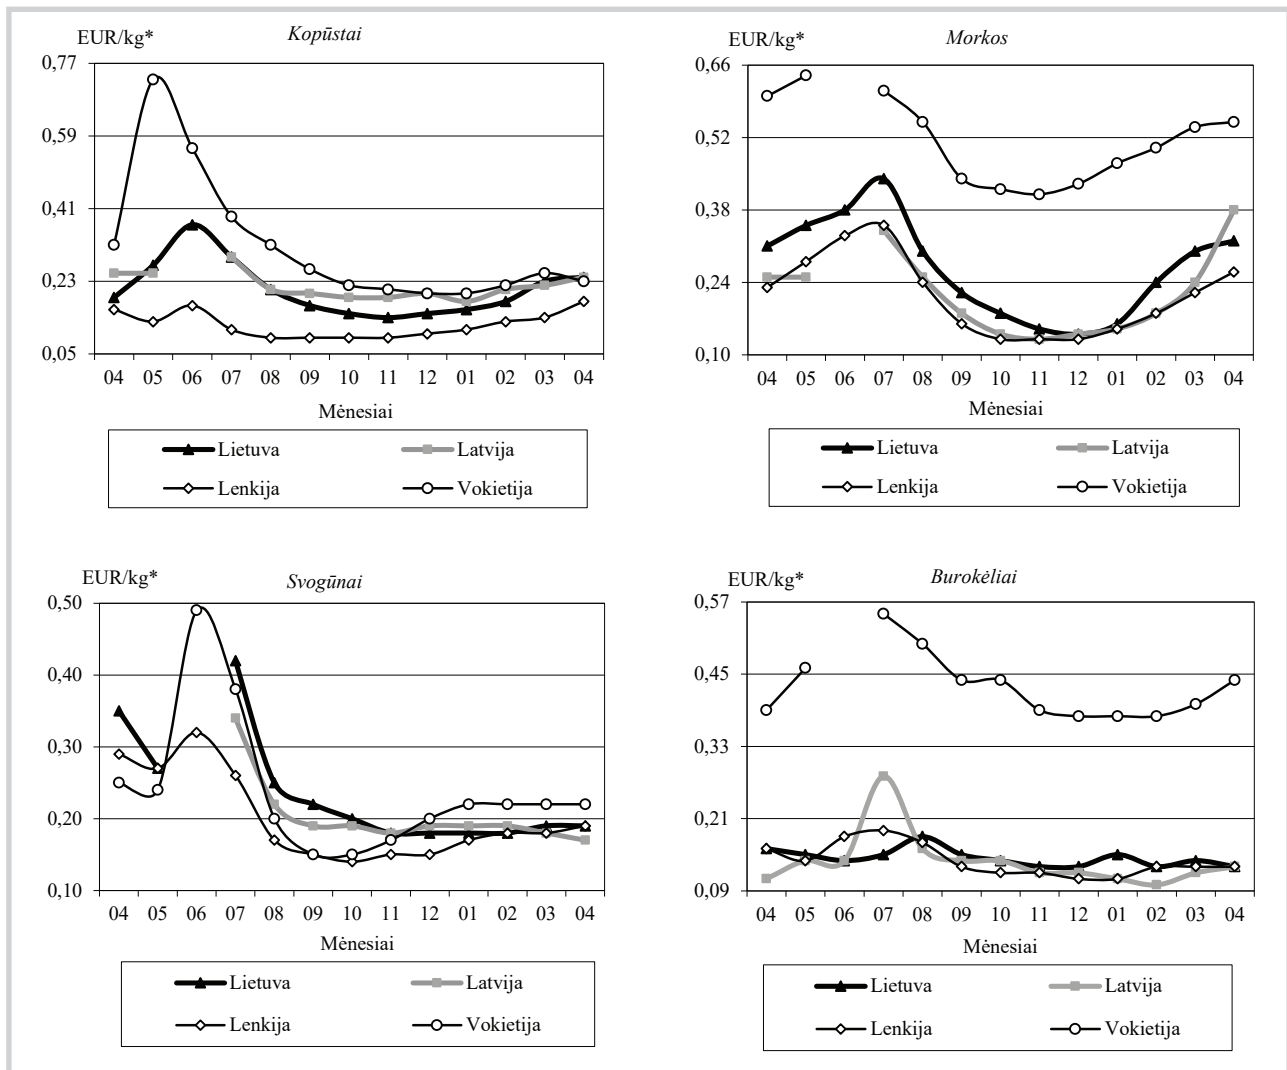 EUR/kg*
Kopūstai
0,77
0,59
0,41
0,23
0,05
04 05 06 07 08 09 10 11 12 01 02 03 04
Mėnesiai
Lietuva Latvija
Lenkija Vokietija
EUR/kg*
Morkos
0,66
0,52
0,38
0,24
0,10
04 05 06 07 08 09 10 11 12 01 02 03 04
Mėnesiai
Lietuva Latvija
Lenkija Vokietija
EUR/kg*
Svogūnai
0,50
0,40
0,30
0,20
0,10
04 05 06 07 08 09 10 11 12 01 02 03 04
Mėnesiai
Lietuva Latvija
Lenkija Vokietija
EUR/kg*
Burokėliai
0,57
0,45
0,33
0,21
0,09
04 05 06 07 08 09 10 11 12 01 02 03 04
Mėnesiai
Lietuva Latvija
Lenkija Vokietija